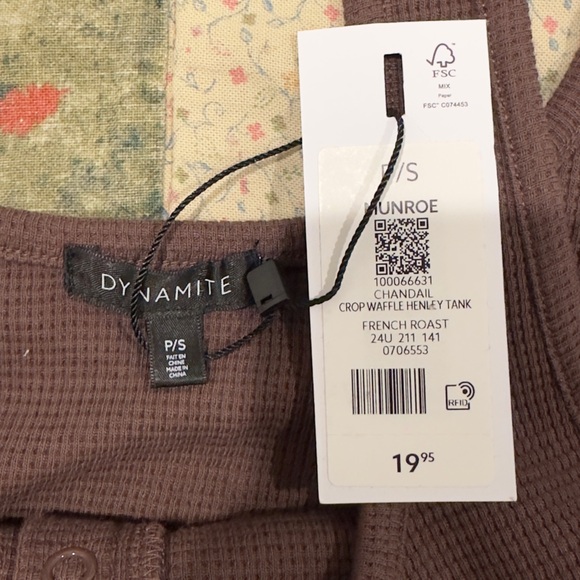 FSC
MIX
Paper
FSC® C074453
P/S
MUNROE
100066631
CHANDAIL
CROP WAFFLE HENLEY TANK
FRENCH ROAST
24U 211 141
0706553
RFID
19.95
DYNAMITE
P/S
FAIT EN
CHINE
MADE IN
CHINA